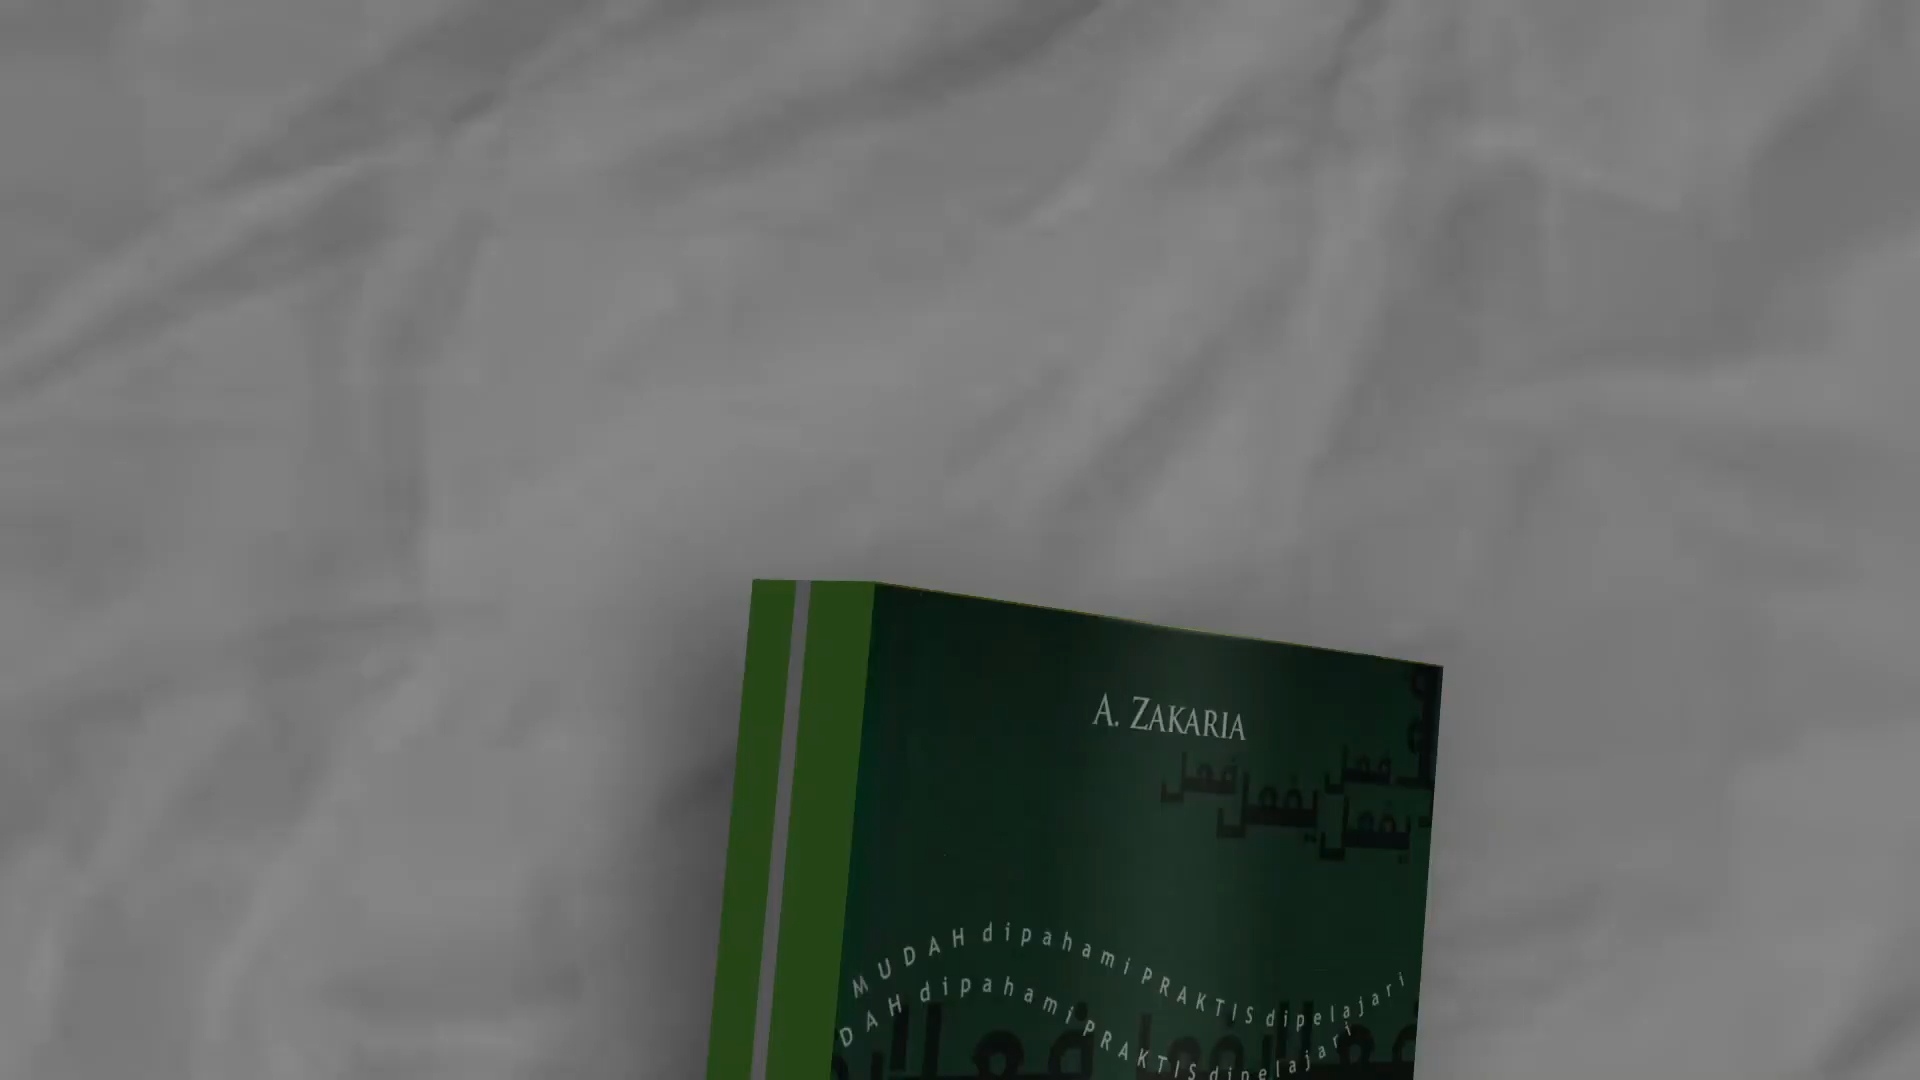 A. ZAKARIA
فعل فعل
يفعل يفعل
MUDAH dipahami PRAKTIS dipelajari
DAH dipahami PRAKTIS dipelajari